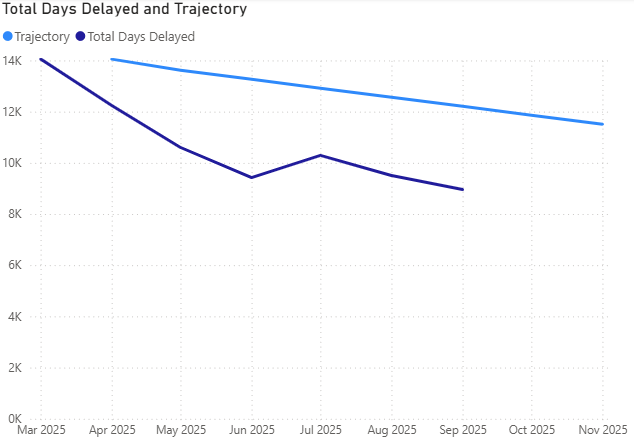 Total Days Delayed and Trajectory
Trajectory Total Days Delayed
14K
12K
10K
8K
6K
4K
2K
0K
Mar 2025 Apr 2025 May 2025 Jun 2025 Jul 2025 Aug 2025 Sep 2025 Oct 2025 Nov 2025